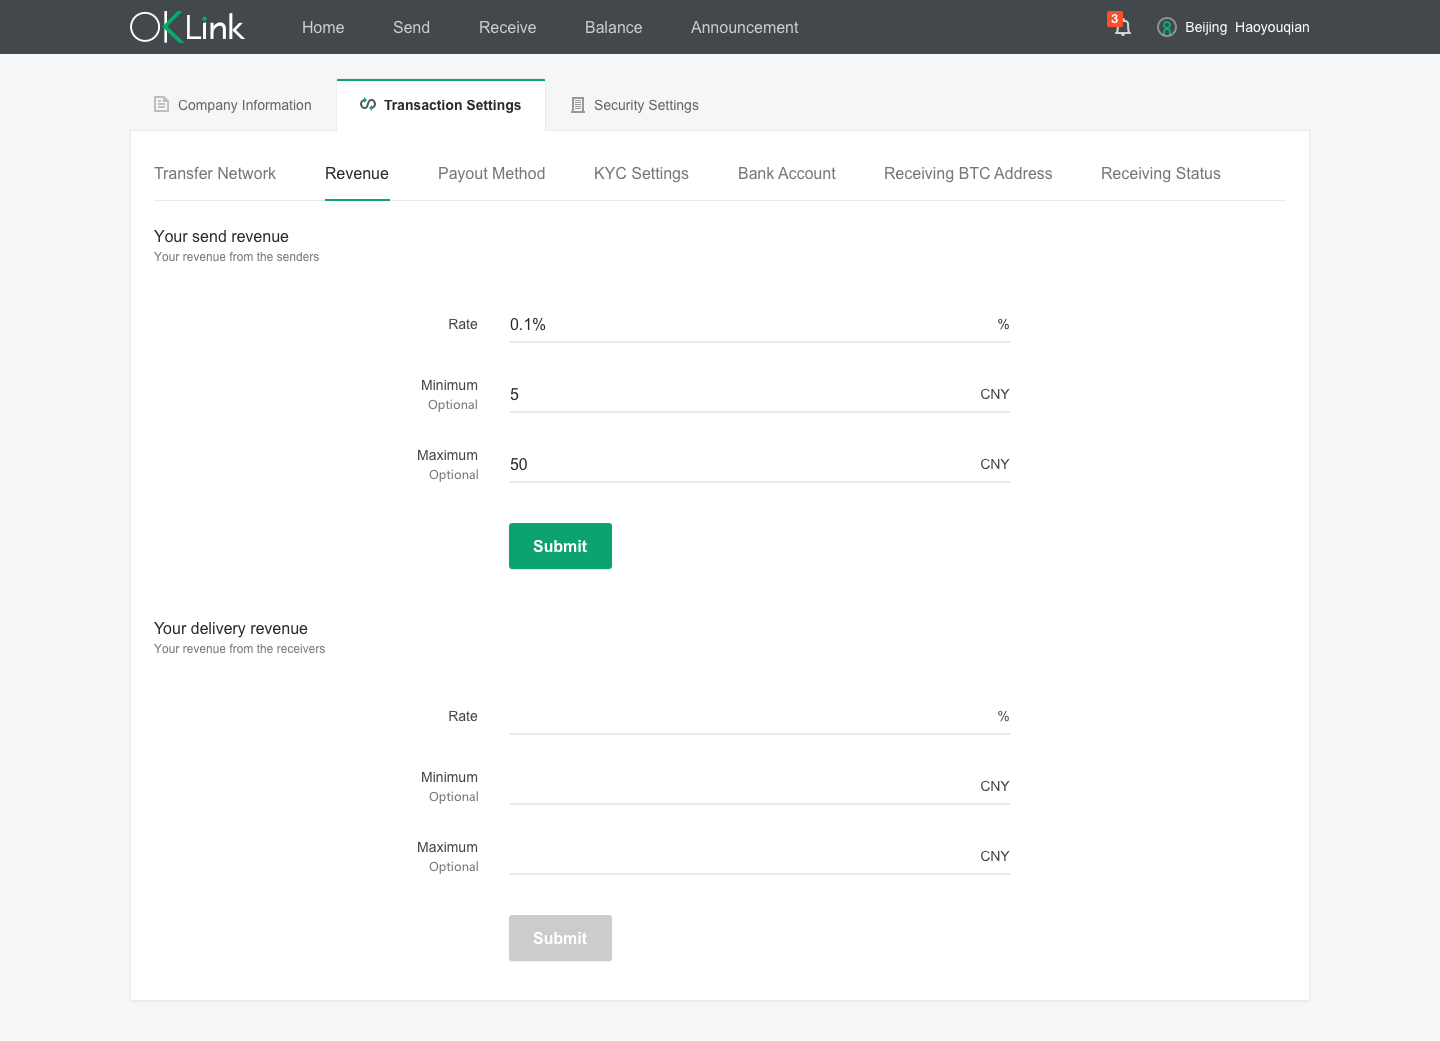 OKLink Home Send Receive Balance Announcement 3 Beijing Haoyouqian
Company Information Transaction Settings Security Settings
Transfer Network Revenue Payout Method KYC Settings Bank Account Receiving BTC Address Receiving Status
Your send revenue
Your revenue from the senders
Rate 0.1% %
Minimum
Optional
5 CNY
Maximum
Optional
50 CNY
Submit
Your delivery revenue
Your revenue from the receivers
Rate %
Minimum
Optional
CNY
Maximum
Optional
CNY
Submit